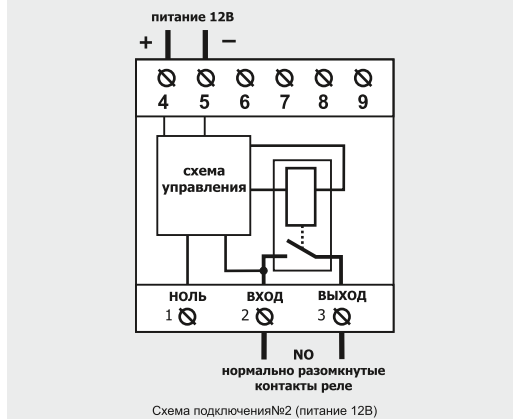 питание 12В
+ −
4 5 6 7 8 9
схема
управления
НОЛЬ ВХОД ВЫХОД
1 2 3
NO
нормально разомкнутые
контакты реле
Схема подключения№2 (питание 12В)